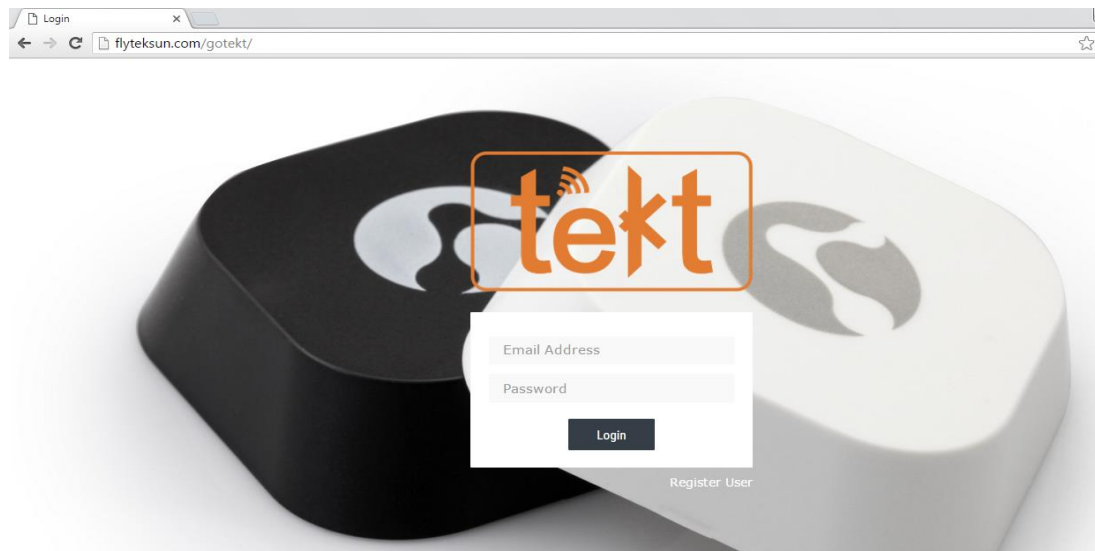 Login
flyteksun.com/gotekt/
tekt
Email Address
Password
Login
Register User